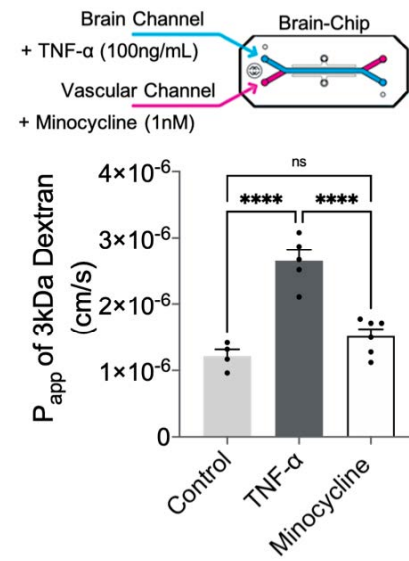 Brain Channel
+ TNF-α (100ng/mL)
Vascular Channel
+ Minocycline (1nM)
Brain-Chip
ns
**** ****
4×10⁻⁶
3×10⁻⁶
2×10⁻⁶
1×10⁻⁶
0
Papp of 3kDa Dextran
(cm/s)
Control
TNF-α
Minocycline